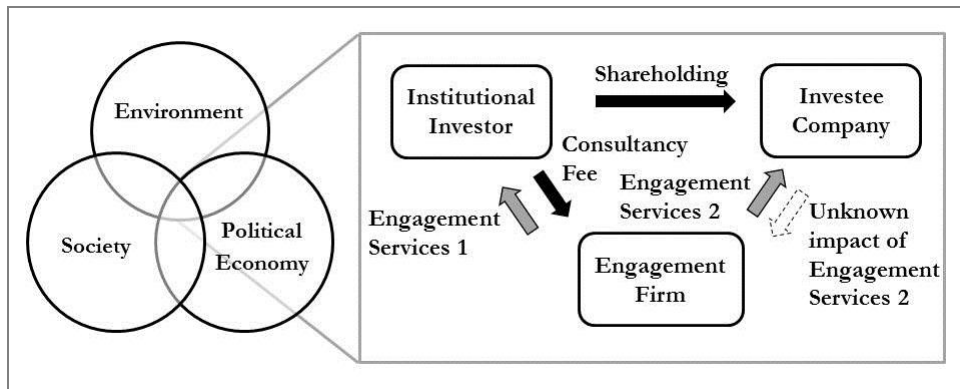 Environment
Society
Political
Economy
Institutional
Investor
Shareholding
Investee
Company
Consultancy
Fee
Engagement
Services 1
Engagement
Services 2
Unknown
impact of
Engagement
Services 2
Engagement
Firm